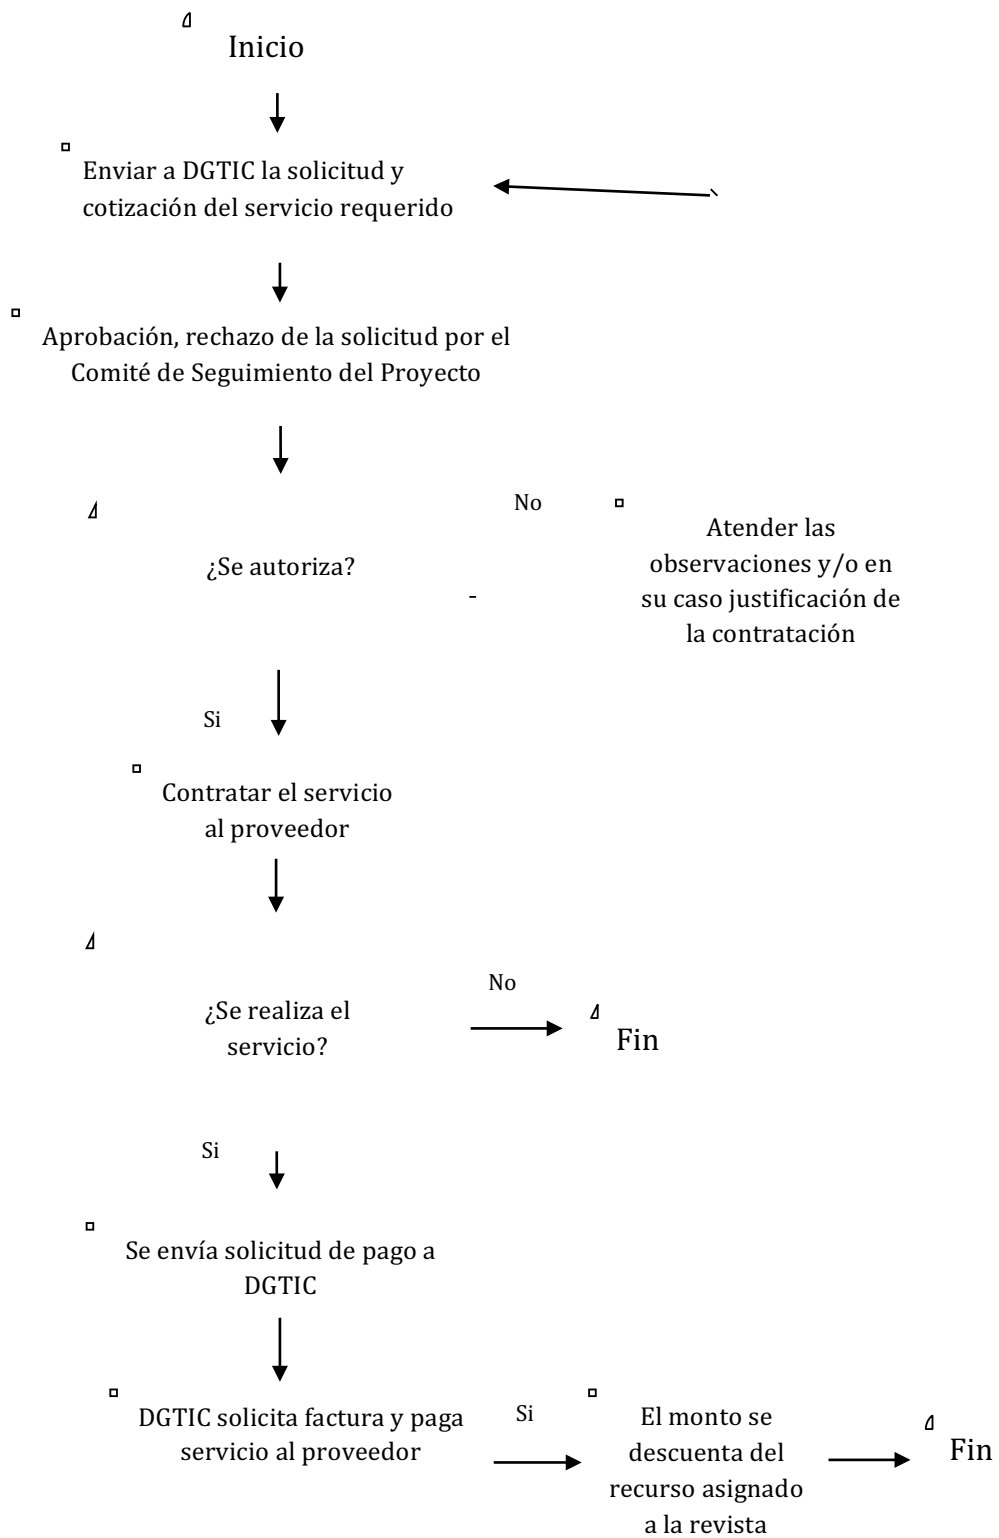 Inicio
Enviar a DGTIC la solicitud y
cotización del servicio requerido
Aprobación, rechazo de la solicitud por el
Comité de Seguimiento del Proyecto
No
¿Se autoriza?
Atender las
observaciones y/o en
su caso justificación de
la contratación
Si
Contratar el servicio
al proveedor
¿Se realiza el
servicio?
No
Fin
Si
Se envía solicitud de pago a
DGTIC
DGTIC solicita factura y paga
servicio al proveedor
Si
El monto se
descuenta del
recurso asignado
a la revista
Fin